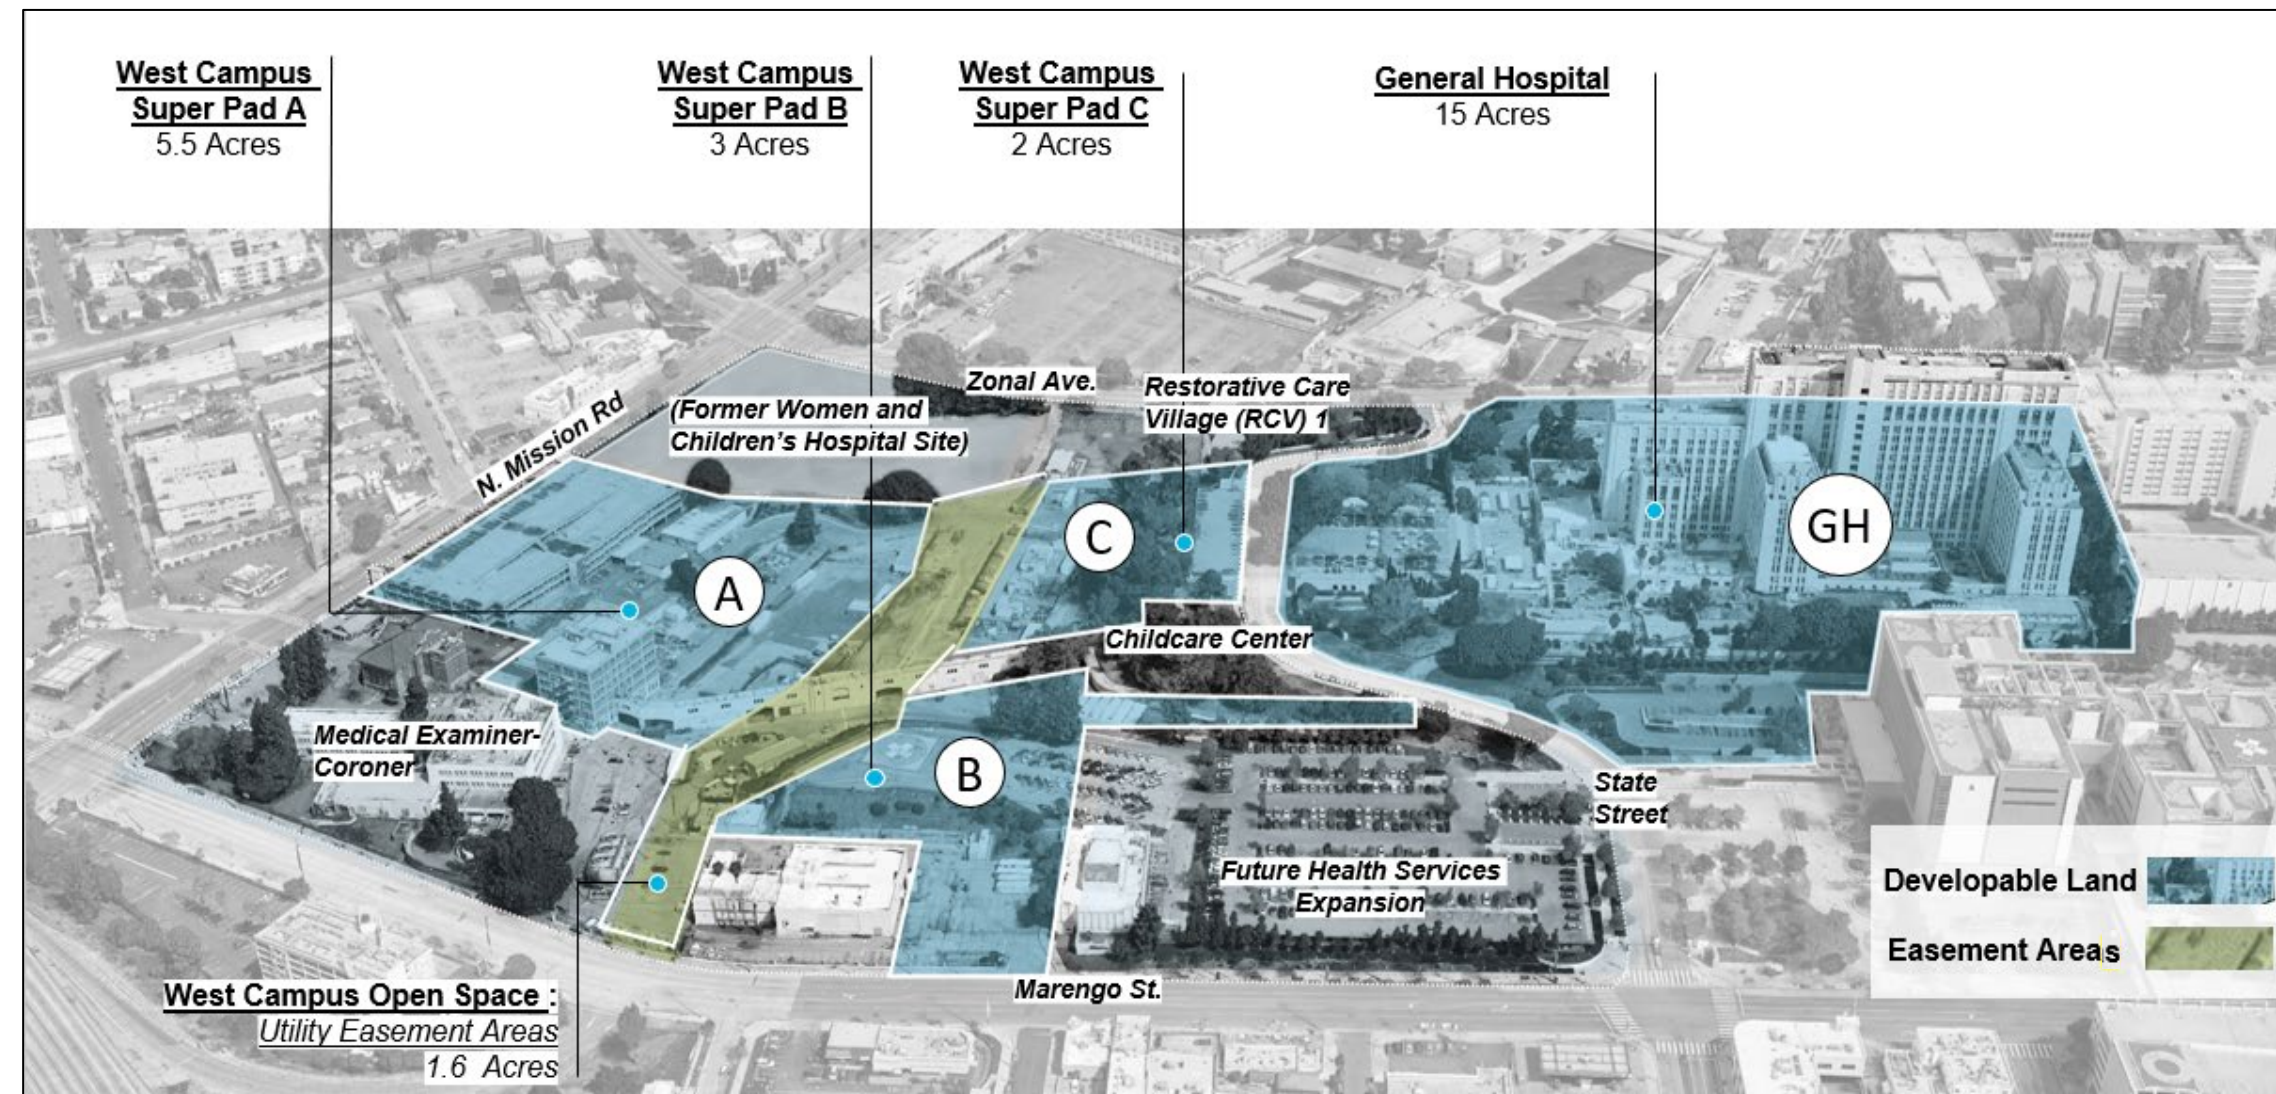 West Campus
Super Pad A
5.5 Acres
West Campus
Super Pad B
3 Acres
West Campus
Super Pad C
2 Acres
General Hospital
15 Acres
N. Mission Rd
(Former Women and
Children's Hospital Site)
Zonal Ave.
Restorative Care
Village (RCV) 1
A
C
GH
Childcare Center
Medical Examiner-
Coroner
B
State
Street
Future Health Services
Expansion
Marengo St.
West Campus Open Space :
Utility Easement Areas
1.6 Acres
Developable Land
Easement Areas